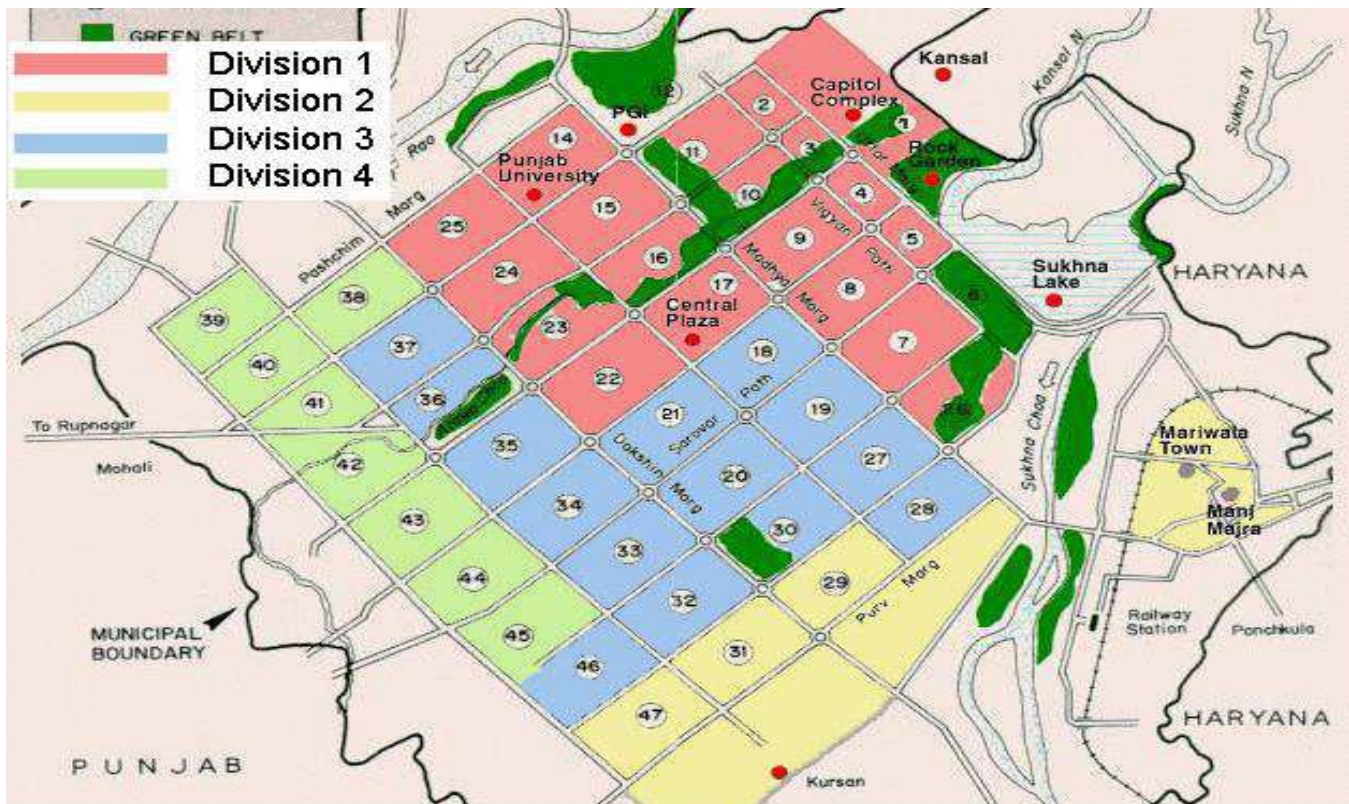 GREEN BELT
Division 1
Division 2
Division 3
Division 4
Kansal
Kansal N
Sukhna N
Capitol
Complex
PGI
12
2
1
14
11
3
Rock
Garden
Rao
Punjab
University
10
4
Marg
15
Vigyan
Path
25
9
5
16
Madhya
Marg
Pashchim
24
17
8
6
Sukhna
Lake
HARYANA
38
Central
Plaza
39
23
7
37
18
40
22
Path
36
41
21
19
26
Sarovar
To Rupnagar
Dakshin
Marg
Mohali
35
Sukhna Choa
Mariwala
Town
42
20
27
Mani
Majra
34
43
30
28
33
44
29
Purv Marg
32
MUNICIPAL
BOUNDARY
45
31
Railway
Station
Panchkula
46
47
HARYANA
PUNJAB
Kursan